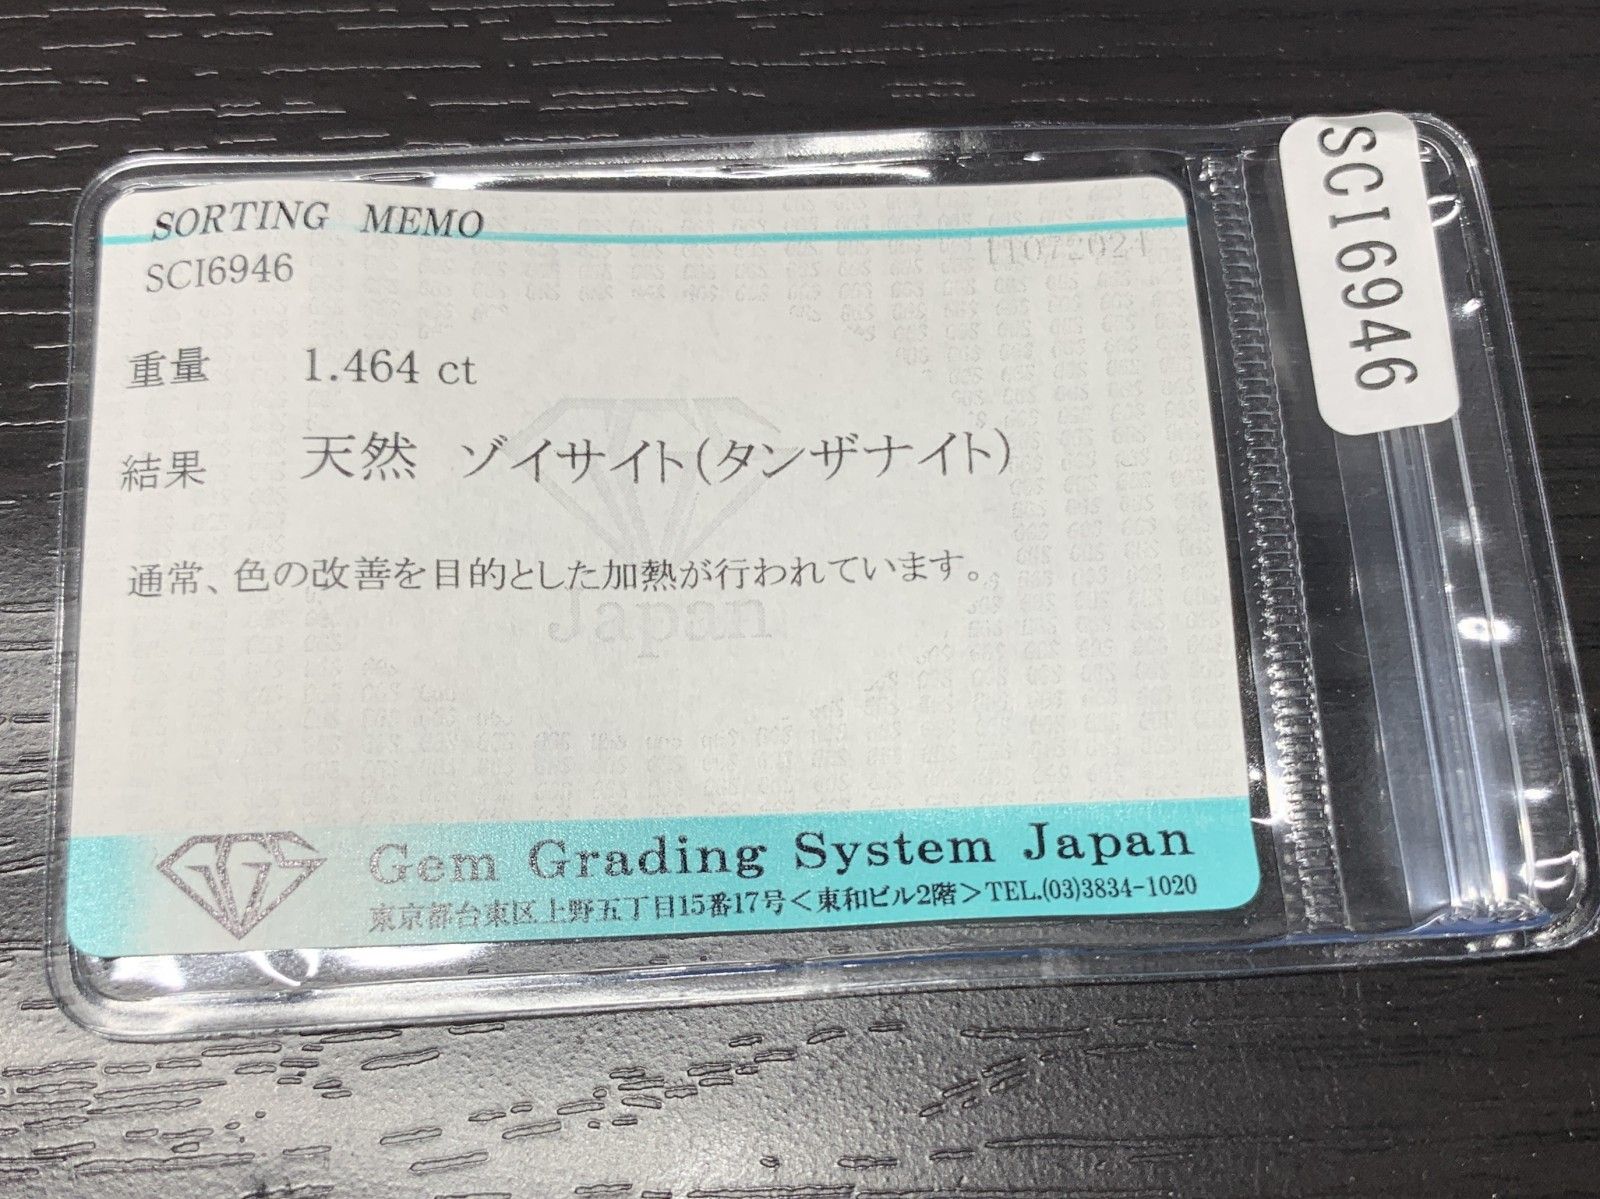 SORTING MEMO
SCI6946
11072024
重量 1.464 ct
結果 天然 ゾイサイト(タンザナイト)
通常、色の改善を目的とした加熱が行われています。
Japan
GGS
Gem Grading System Japan
東京都台東区上野五丁目15番17号<東和ビル2階>TEL.(03)3834-1020
SCI6946